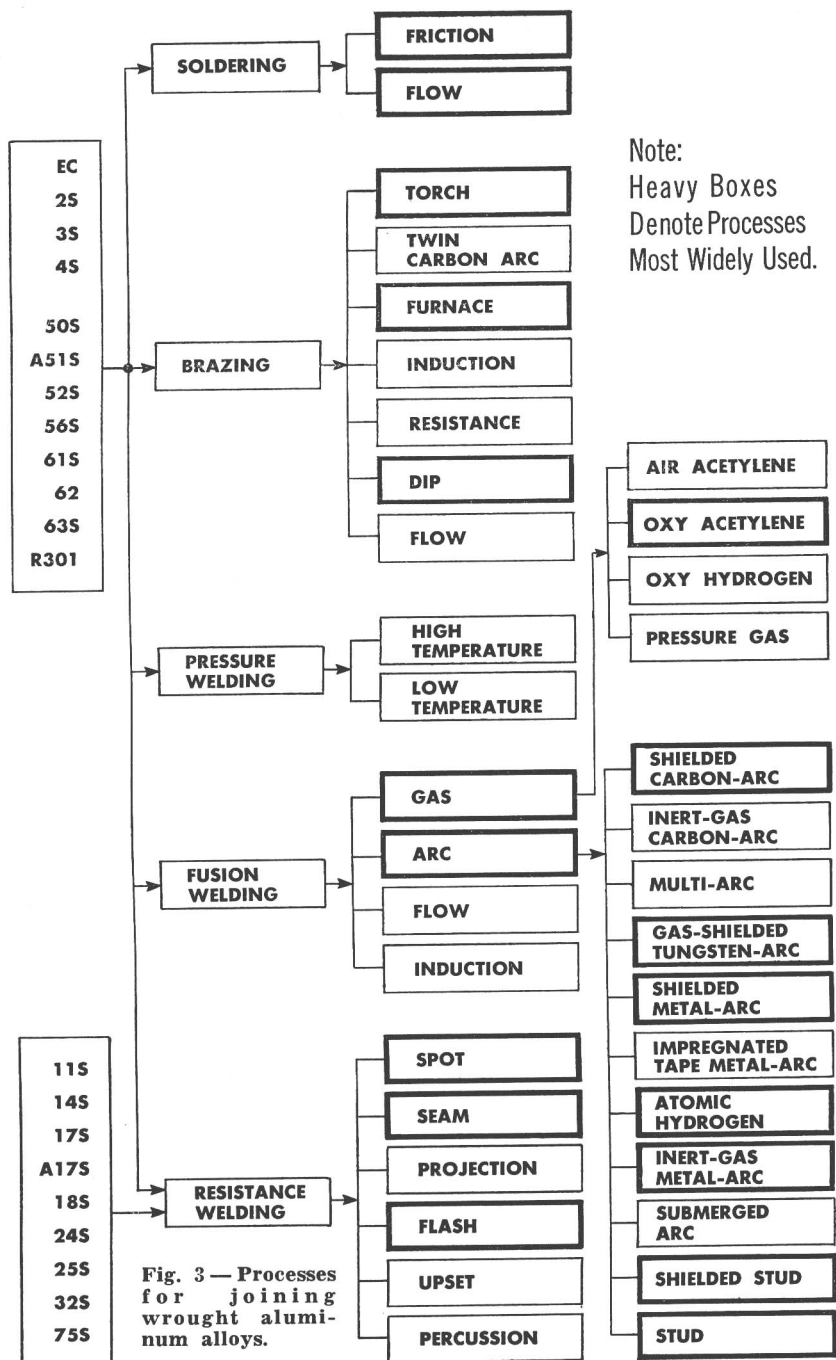 SOLDERING
FRICTION
FLOW
Note:
Heavy Boxes
Denote Processes
Most Widely Used.
EC
2S
3S
4S
50S
A51S
52S
56S
61S
62
63S
R301
BRAZING
TORCH
TWIN
CARBON ARC
FURNACE
INDUCTION
RESISTANCE
DIP
FLOW
PRESSURE
WELDING
HIGH
TEMPERATURE
LOW
TEMPERATURE
FUSION
WELDING
GAS
ARC
FLOW
INDUCTION
AIR ACETYLENE
OXY ACETYLENE
OXY HYDROGEN
PRESSURE GAS
SHIELDED
CARBON-ARC
INERT-GAS
CARBON-ARC
MULTI-ARC
GAS-SHIELDED
TUNGSTEN-ARC
SHIELDED
METAL-ARC
IMPREGNATED
TAPE METAL-ARC
ATOMIC
HYDROGEN
INERT-GAS
METAL-ARC
SUBMERGED
ARC
SHIELDED STUD
STUD
11S
14S
17S
A17S
18S
24S
25S
32S
75S
RESISTANCE
WELDING
SPOT
SEAM
PROJECTION
FLASH
UPSET
PERCUSSION
Fig. 3 — Processes
for joining
wrought alumi-
num alloys.